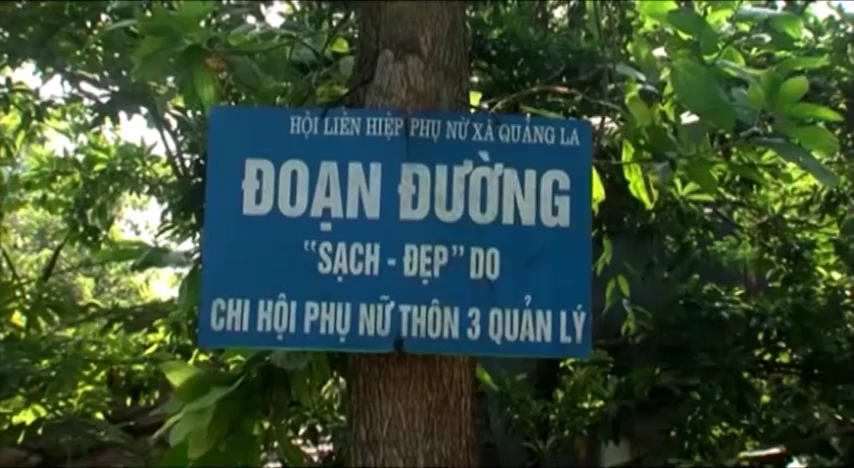 HỘI LIÊN HIỆP PHỤ NỮ XÃ QUẢNG LA
ĐOẠN ĐƯỜNG
"SẠCH - ĐẸP" DO
CHI HỘI PHỤ NỮ THÔN 3 QUẢN LÝ